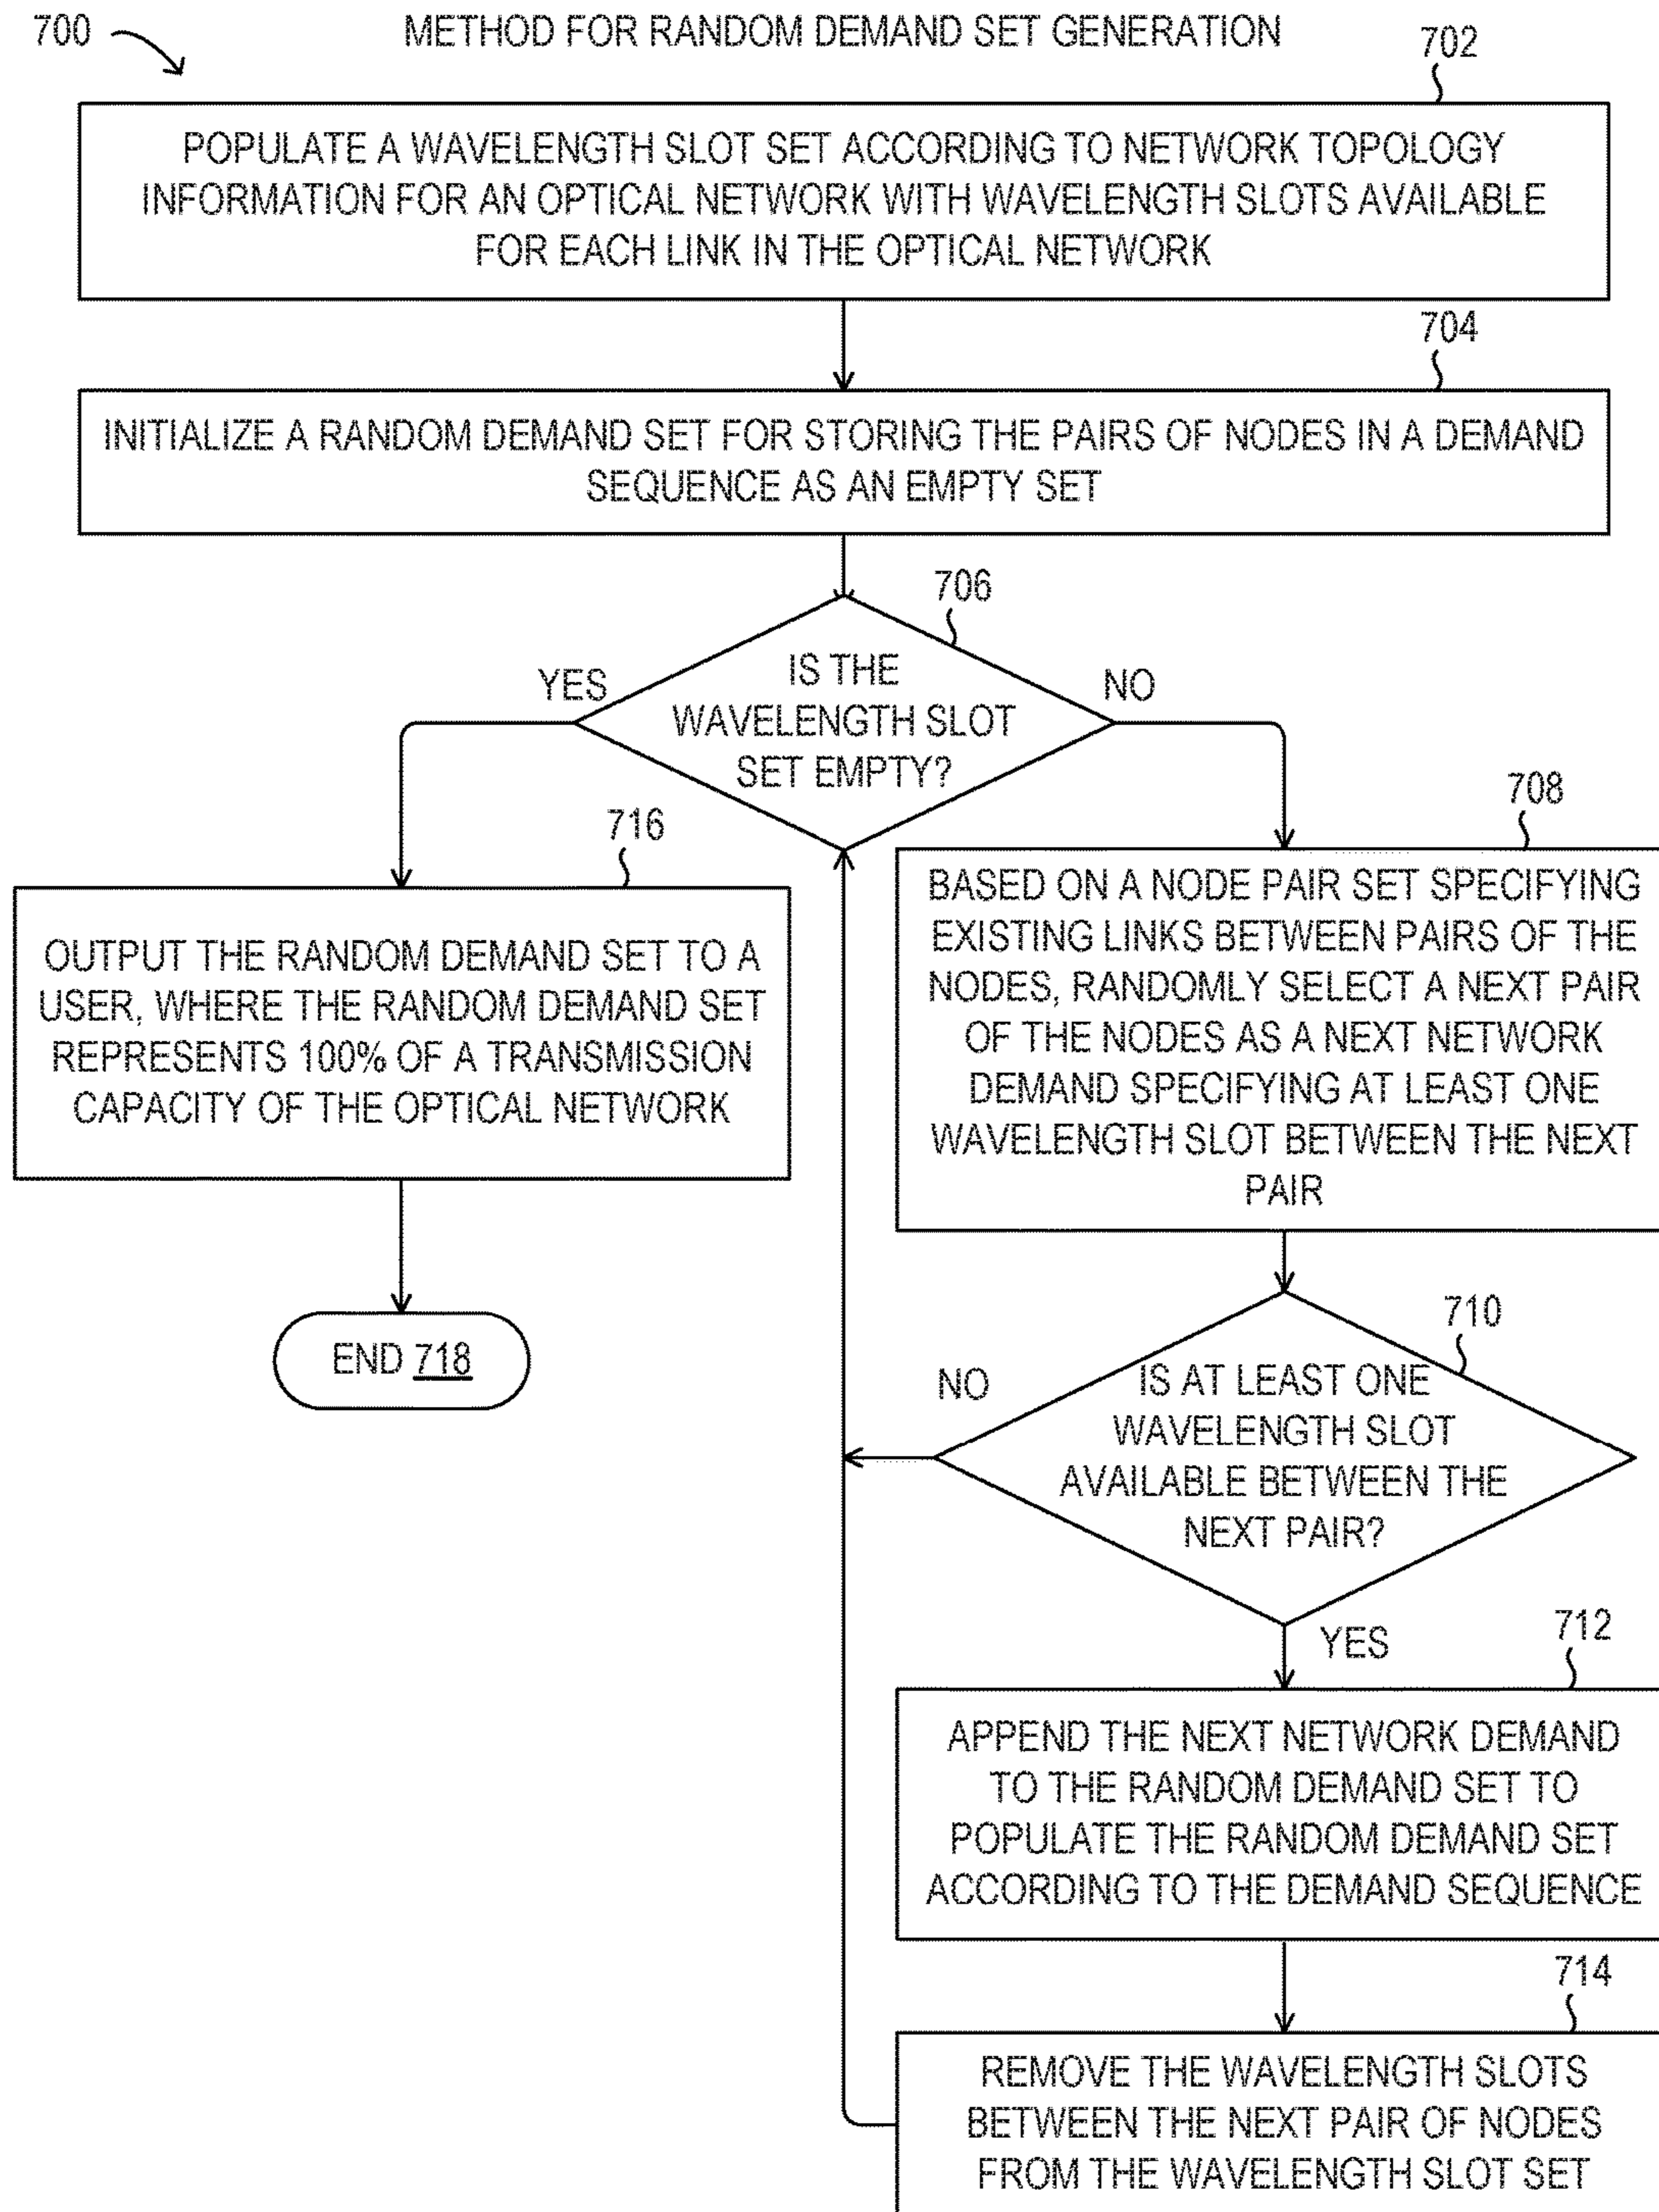 700
METHOD FOR RANDOM DEMAND SET GENERATION
702
POPULATE A WAVELENGTH SLOT SET ACCORDING TO NETWORK TOPOLOGY
INFORMATION FOR AN OPTICAL NETWORK WITH WAVELENGTH SLOTS AVAILABLE
FOR EACH LINK IN THE OPTICAL NETWORK
704
INITIALIZE A RANDOM DEMAND SET FOR STORING THE PAIRS OF NODES IN A DEMAND
SEQUENCE AS AN EMPTY SET
706
IS THE
WAVELENGTH SLOT
SET EMPTY?
YES
NO
716
OUTPUT THE RANDOM DEMAND SET TO A
USER, WHERE THE RANDOM DEMAND SET
REPRESENTS 100% OF A TRANSMISSION
CAPACITY OF THE OPTICAL NETWORK
END 718
708
BASED ON A NODE PAIR SET SPECIFYING
EXISTING LINKS BETWEEN PAIRS OF THE
NODES, RANDOMLY SELECT A NEXT PAIR
OF THE NODES AS A NEXT NETWORK
DEMAND SPECIFYING AT LEAST ONE
WAVELENGTH SLOT BETWEEN THE NEXT
PAIR
710
NO
IS AT LEAST ONE
WAVELENGTH SLOT
AVAILABLE BETWEEN THE
NEXT PAIR?
YES
712
APPEND THE NEXT NETWORK DEMAND
TO THE RANDOM DEMAND SET TO
POPULATE THE RANDOM DEMAND SET
ACCORDING TO THE DEMAND SEQUENCE
714
REMOVE THE WAVELENGTH SLOTS
BETWEEN THE NEXT PAIR OF NODES
FROM THE WAVELENGTH SLOT SET